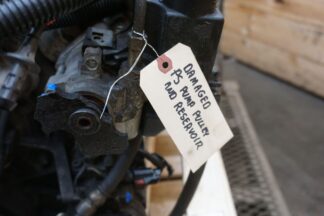 DAMAGED
PS PUMP PULLEY
AND RESERVOIR